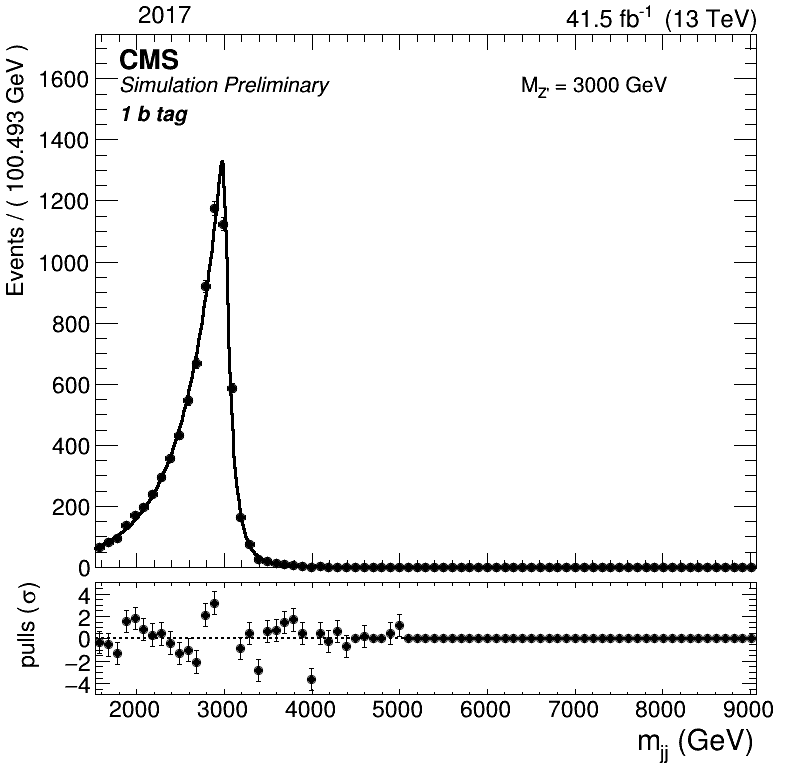 2017
41.5 fb-1 (13 TeV)
CMS
Simulation Preliminary
1 b tag
MZ' = 3000 GeV
Events / ( 100.493 GeV )
1600
1400
1200
1000
800
600
400
200
0
pulls (σ)
4
2
0
−2
−4
2000 3000 4000 5000 6000 7000 8000 9000
mjj (GeV)